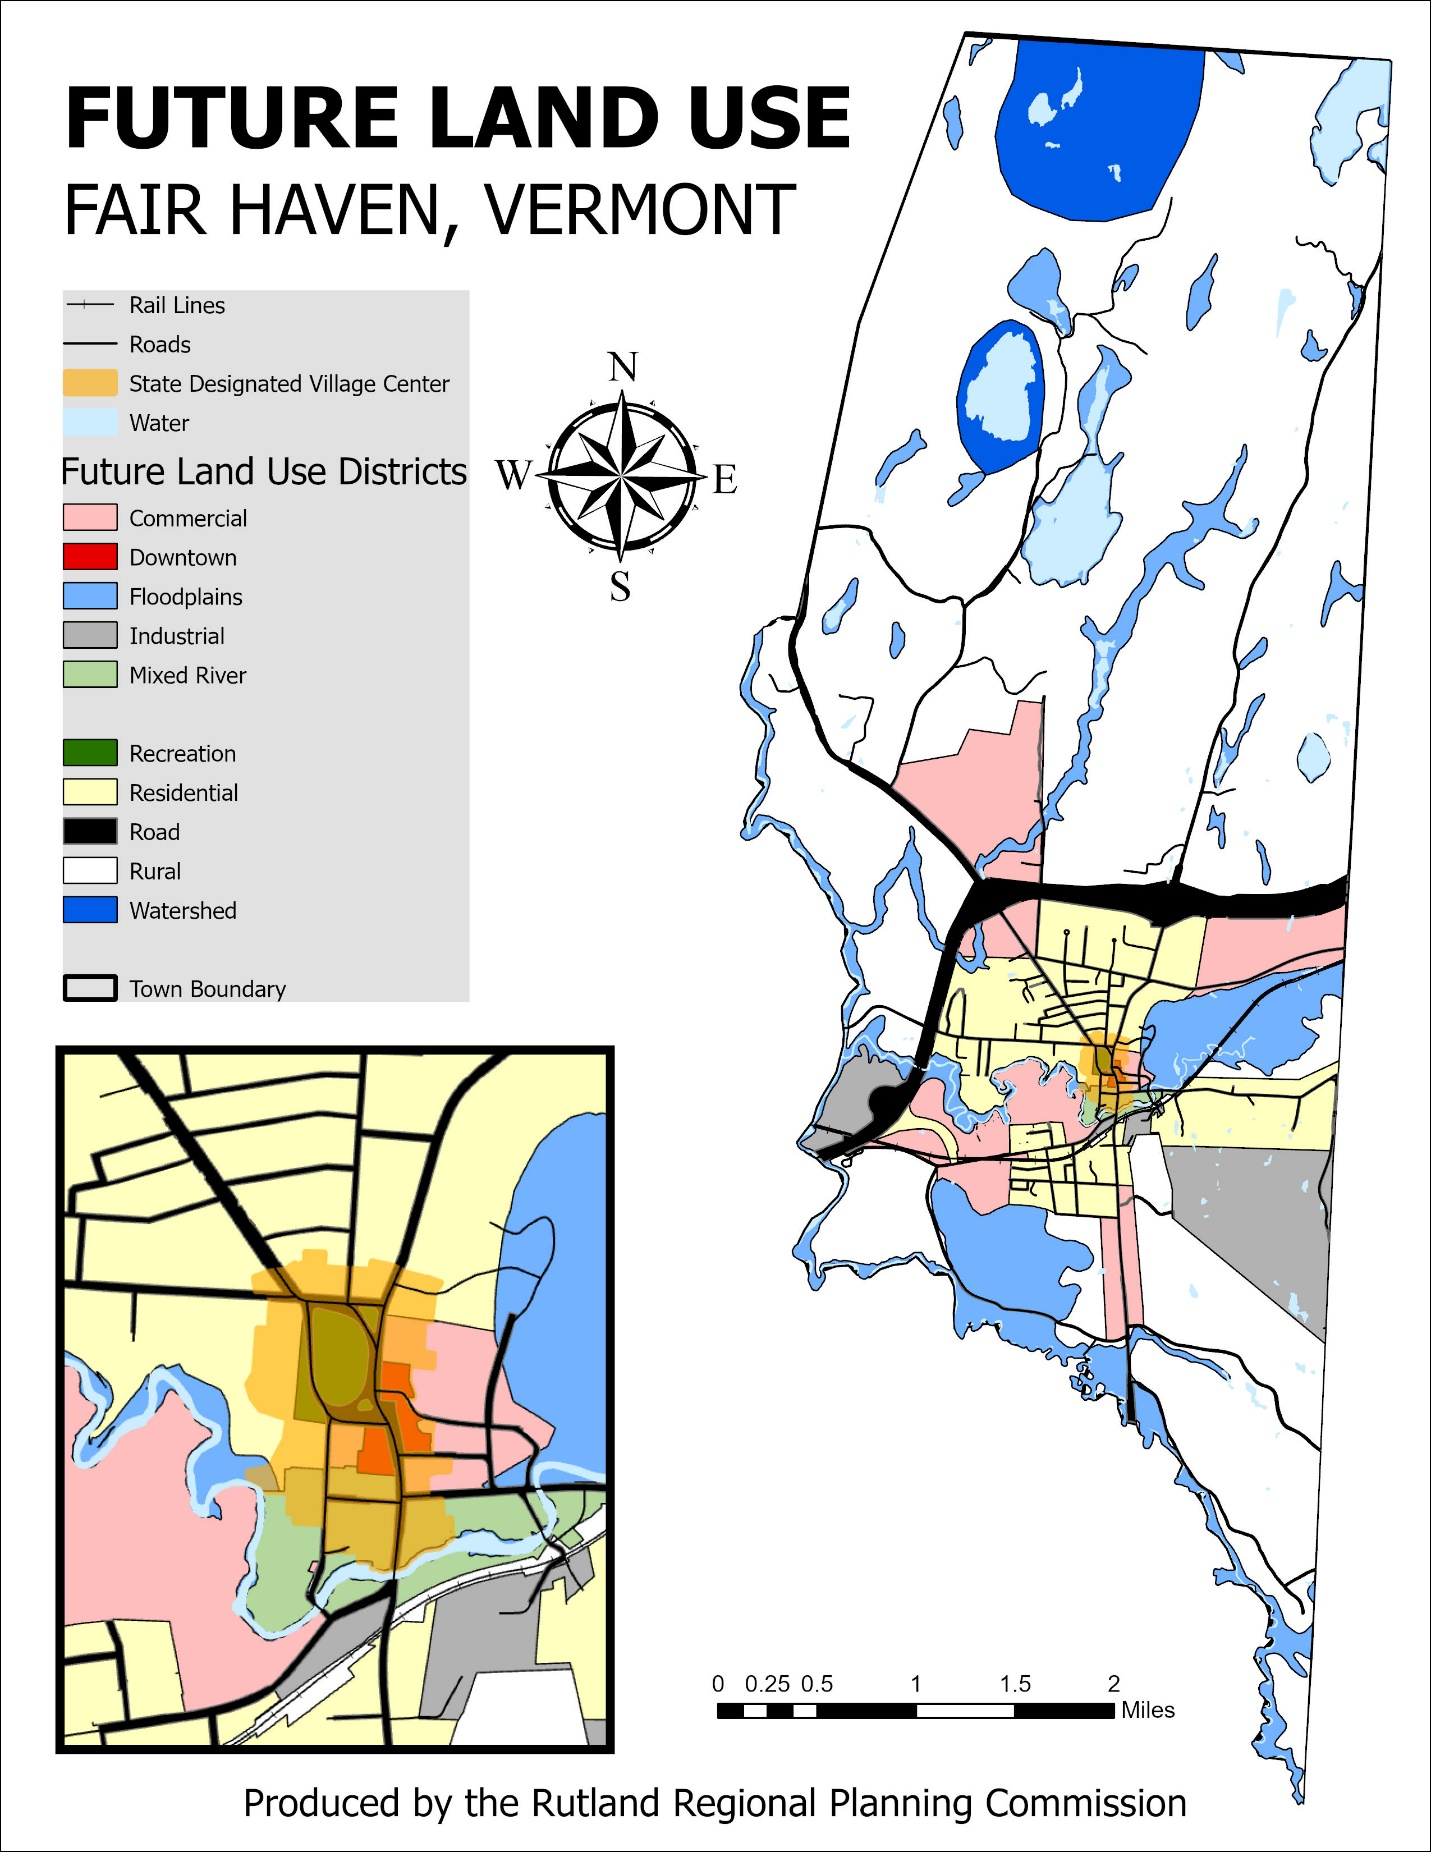 FUTURE LAND USE
FAIR HAVEN, VERMONT
Rail Lines
Roads
State Designated Village Center
Water
Future Land Use Districts
Commercial
Downtown
Floodplains
Industrial
Mixed River
Recreation
Residential
Road
Rural
Watershed
Town Boundary
N
W
E
S
0 0.25 0.5 1 1.5 2
Miles
Produced by the Rutland Regional Planning Commission